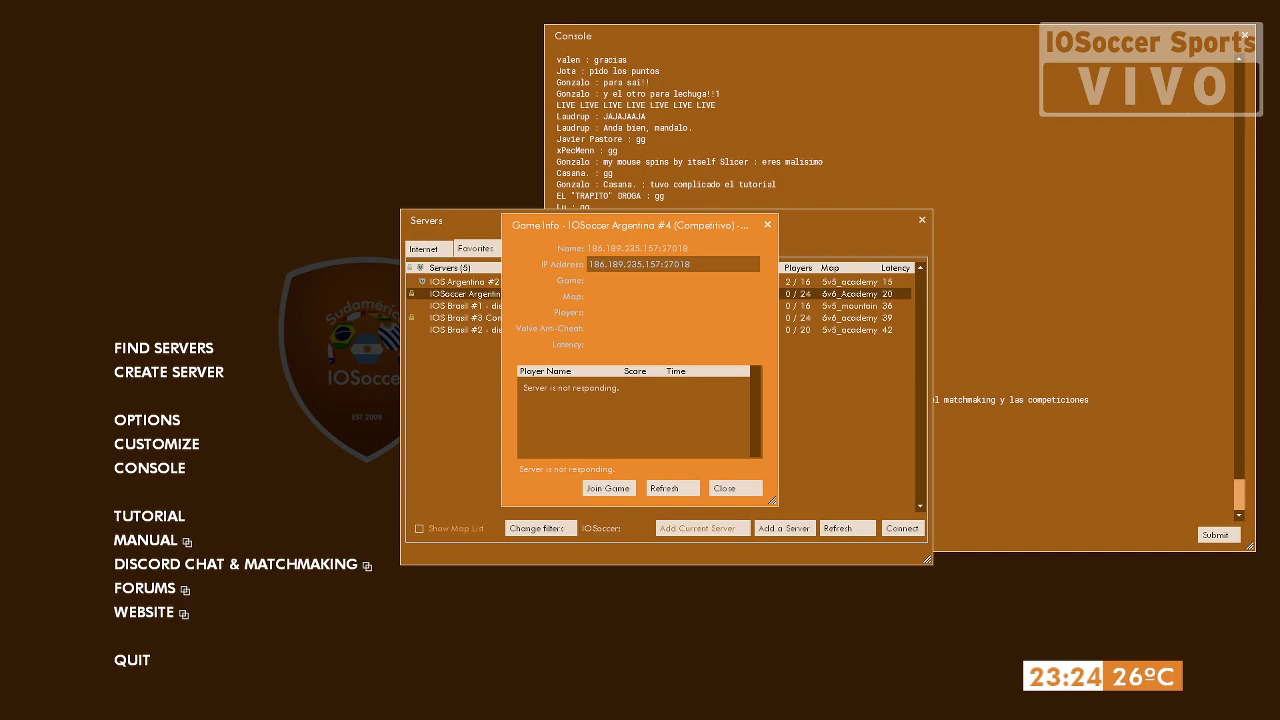 Console
IOSoccer Sports
VIVO
valen : gracias
Jota : pido los puntos
Gonzalo : para sai!!
Gonzalo : y el otro para lechuga!!1
LIVE LIVE LIVE LIVE LIVE LIVE LIVE
Laudrup : JAJAJAAJA
Laudrup : Anda bien, mandalo.
Javier Pastore : gg
xPecMenn : gg
Gonzalo : my mouse spins by itself Slicer : eres malisimo
Casana. : gg
Gonzalo : Casana. : tuvo complicado el tutorial
EL "TRAPITO" DROGA : gg
Lu : gg
el matchmaking y las competiciones
Submit
Servers
Internet
Favorites
Servers (5) Players Map Latency
IOS Argentina #2 2 / 16 5v5_academy 15
IOSoccer Argentin 0 / 24 6v6_Academy 20
IOS Brasil #1 - dis 0 / 16 5v5_mountain 36
IOS Brasil #3 Con 0 / 24 6v6_academy 39
IOS Brasil #2 - dis 0 / 20 5v5_academy 42
Game Info - IOSoccer Argentina #4 (Competitivo) -...
Name: 186.189.235.157:27018
IP Address: 186.189.235.157:27018
Game:
Map:
Players:
Valve Anti-Cheat:
Latency:
Player Name Score Time
Server is not responding.
Server is not responding.
Join Game Refresh Close
Show Map List Change filters IOSoccer: Add Current Server Add a Server Refresh Connect
Sudaméric
IOSoccer
EST 2008
FIND SERVERS
CREATE SERVER
OPTIONS
CUSTOMIZE
CONSOLE
TUTORIAL
MANUAL
DISCORD CHAT & MATCHMAKING
FORUMS
WEBSITE
QUIT
23:24 26ºC